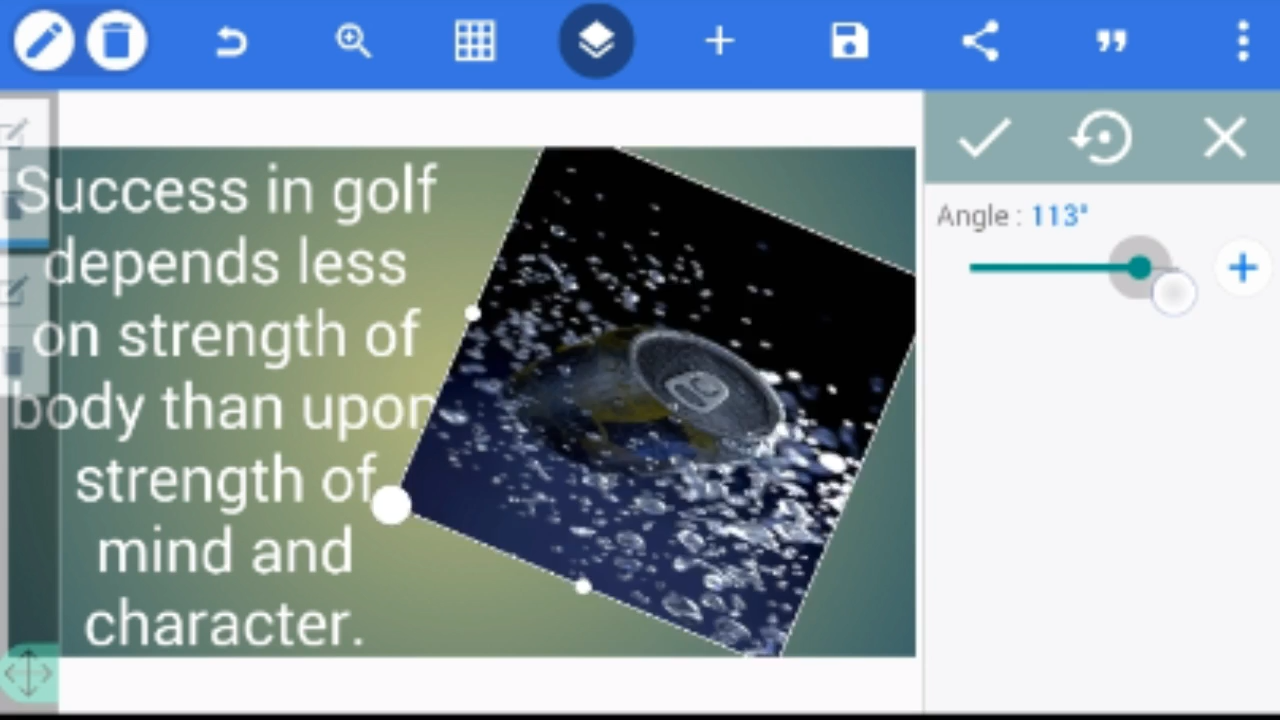 Success in golf
depends less
on strength of
body than upon
strength of
mind and
character.
Angle : 113°